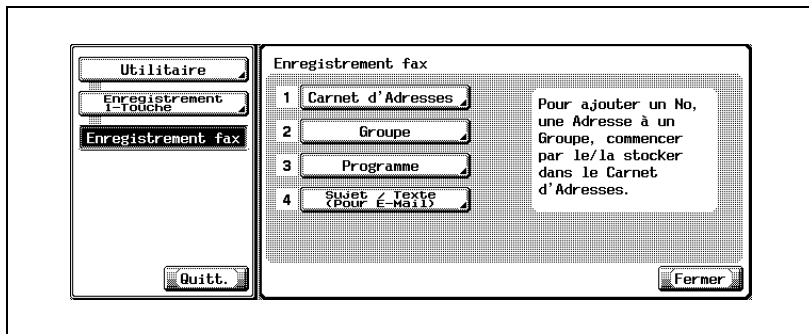 Utilitaire
Enregistrement
1-Touche
Enregistrement fax
Quitt.
Enregistrement fax
1 Carnet d'Adresses
2 Groupe
3 Programme
4 Sujet / Texte
(Pour E-Mail)
Pour ajouter un No,
une Adresse à un
Groupe, commencer
par le/la stocker
dans le Carnet
d'Adresses.
Fermer